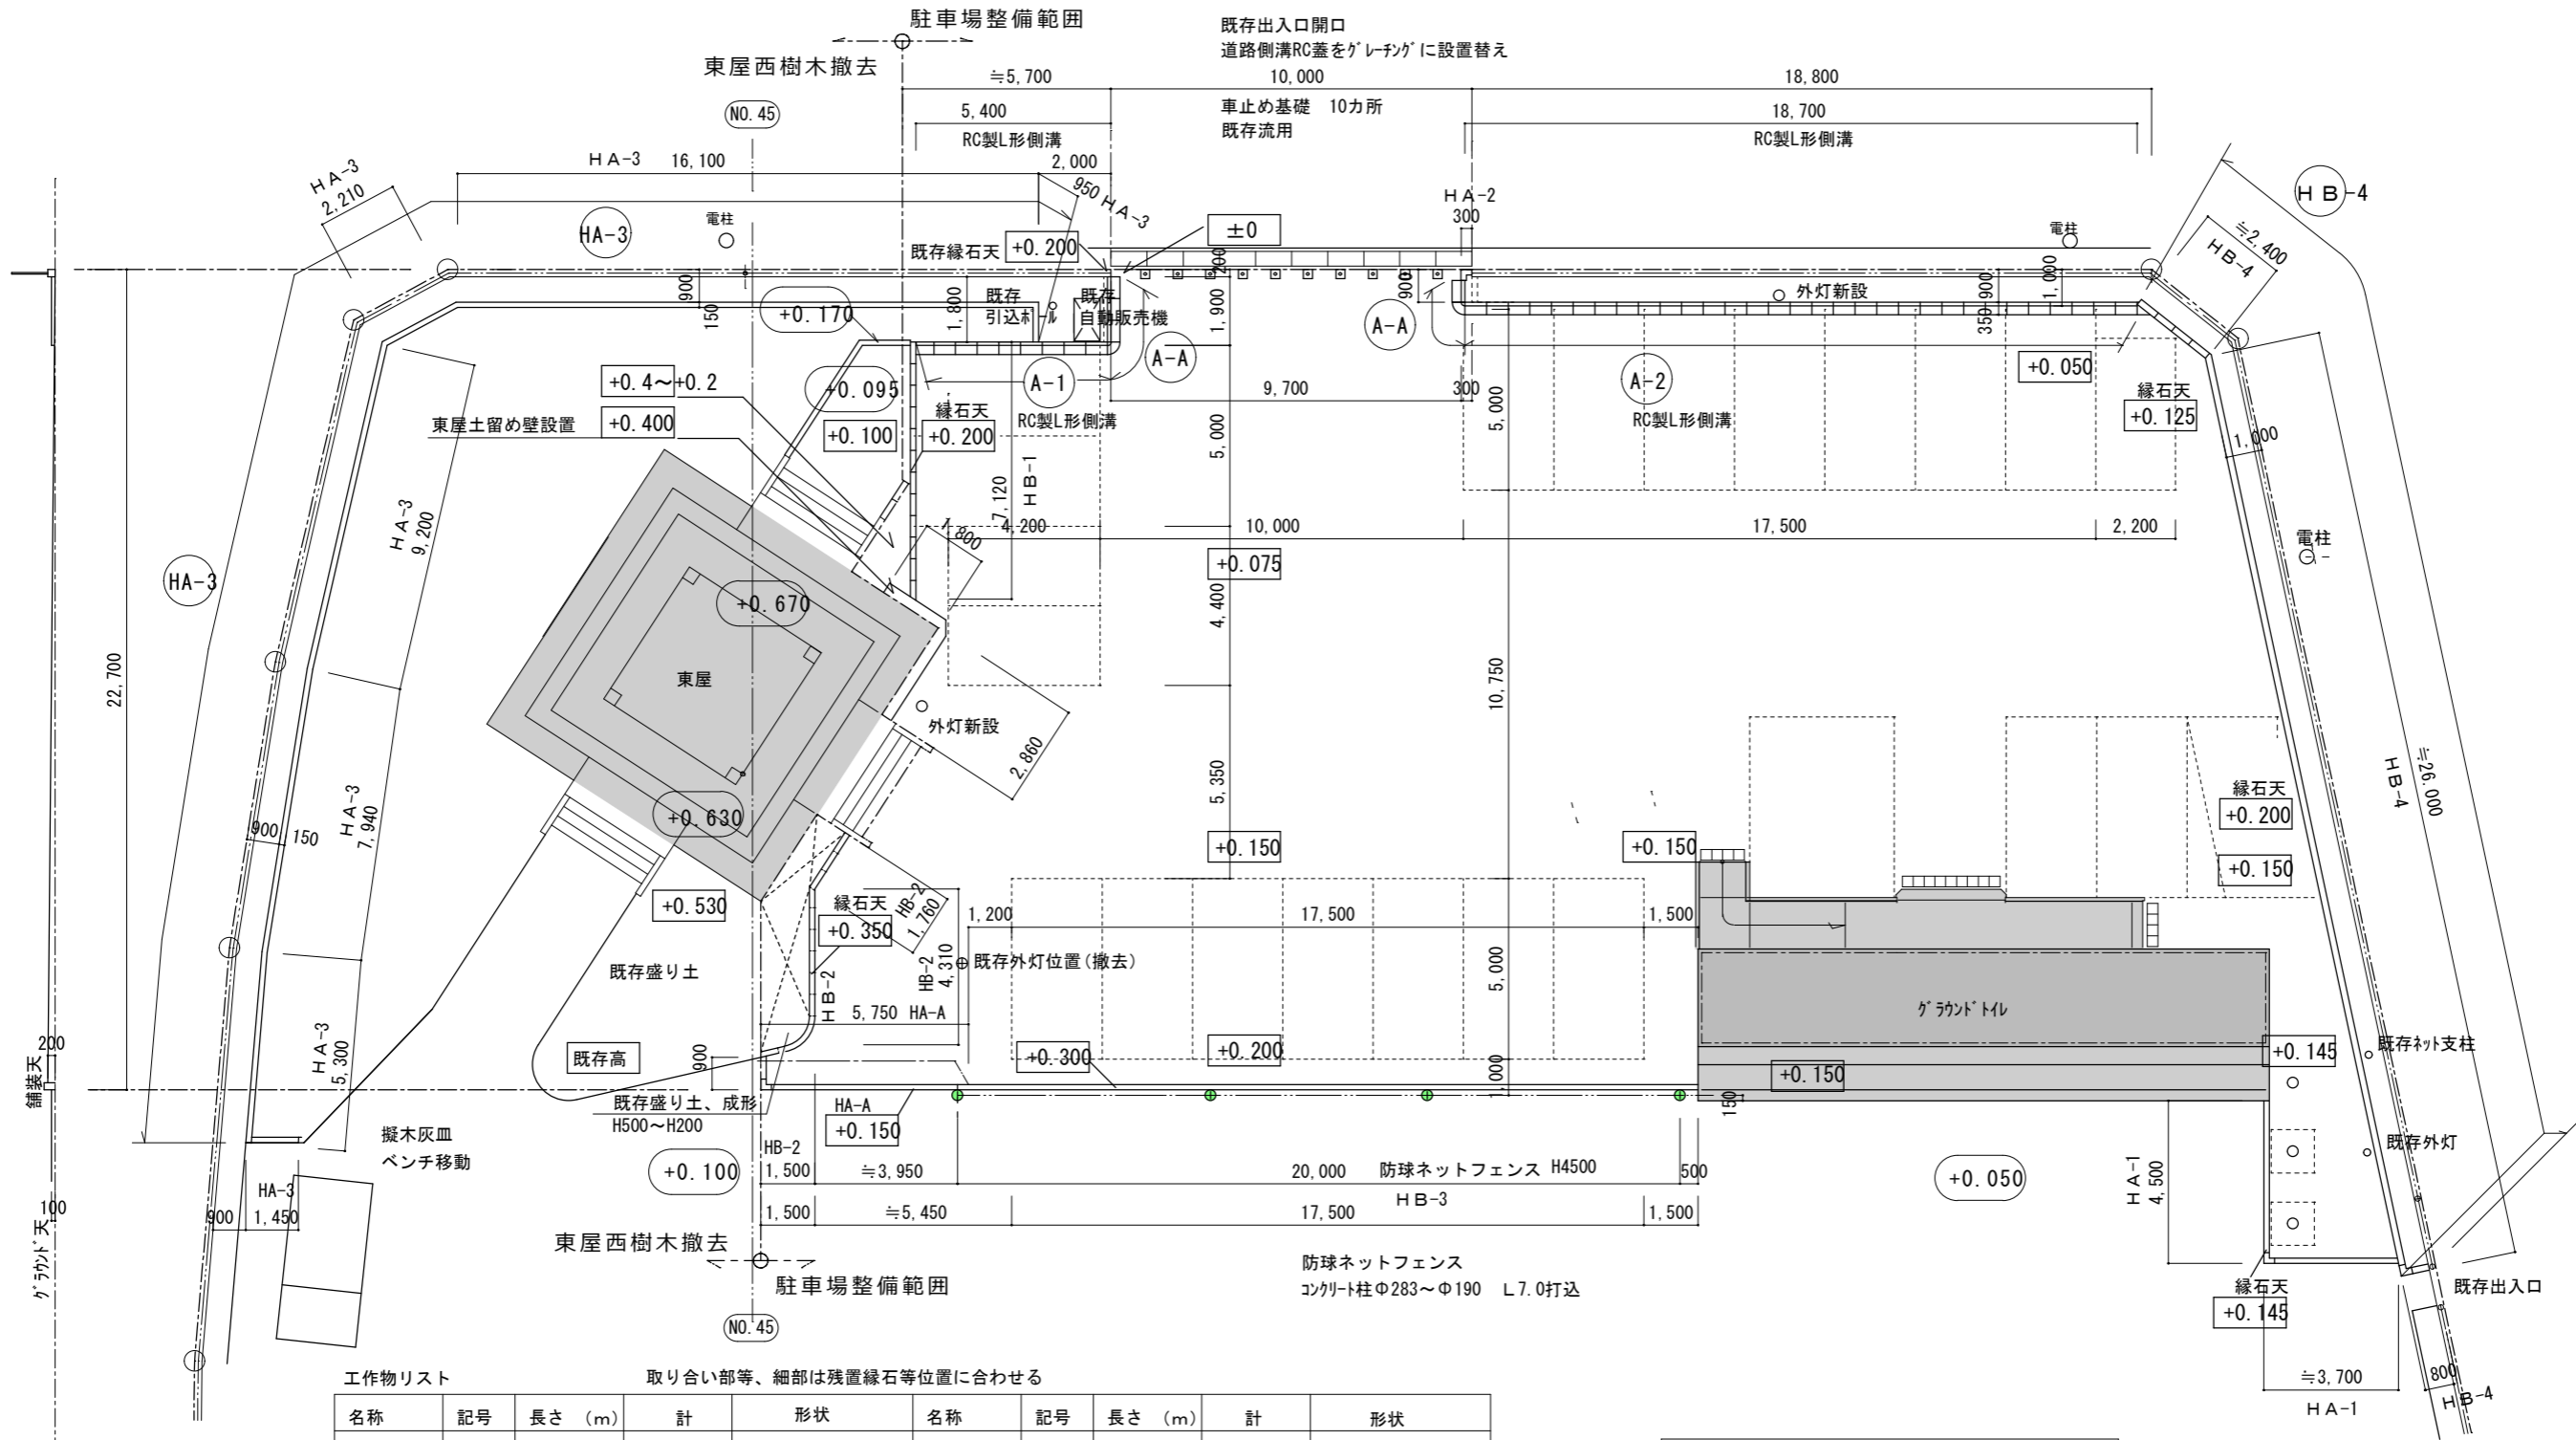 駐車場整備範囲
既存出入口開口
道路側溝RC蓋をｸﾞﾚｰﾁﾝｸﾞに設置替え
東屋西樹木撤去
≒5,700
10,000
18,800
NO.45
5,400
車止め基礎 10カ所
既存流用
18,700
RC製L形側溝
RC製L形側溝
HA-3
16,100
2,000
HA-3
2,210
950 HA-3
HA-2
300
HB-4
≒2,400
HB-4
HA-3
電柱
電柱
既存縁石天
+0.200
±0
200
900
150
1,800
既存
引込ﾎﾟｰﾙ
既存
自動販売機
1,900
900
外灯新設
900
1,000
350
+0.170
A-A
A-A
+0.050
+0.4～+0.2
+0.095
A-1
A-2
9,700
300
縁石天
+0.125
東屋土留め壁設置
+0.400
+0.100
縁石天
+0.200
RC製L形側溝
RC製L形側溝
5,000
5,000
1,000
HB-1
7,120
HA-3
9,200
800
4,200
10,000
17,500
2,200
電柱
HA-3
+0.075
+0.670
4,400
22,700
東屋
10,750
外灯新設
2,860
5,350
HB-4
≒26.000
縁石天
+0.200
+0.630
HA-3
7,940
900
150
+0.150
+0.150
+0.150
+0.530
縁石天
+0.350
HB-2
1,760
1,200
17,500
1,500
既存盛り土
HB-2
HB-2
4,310
既存外灯位置(撤去)
5,000
5,750 HA-A
ｸﾞﾗｳﾝﾄﾞﾄｲﾚ
200
舗装天
HA-3
5,300
既存高
900
+0.300
+0.200
+0.145
既存ﾈｯﾄ支柱
+0.150
1,000
150
既存盛り土、成形
H500～H200
HA-A
+0.150
擬木灰皿
ベンチ移動
既存外灯
HB-2
+0.100
1,500
≒3,950
20,000
防球ネットフェンス H4500
500
+0.050
HA-1
4,500
HB-3
100
ｸﾞﾗｳﾝﾄﾞ天
HA-3
900
1,450
1,500
≒5,450
17,500
1,500
東屋西樹木撤去
駐車場整備範囲
防球ネットフェンス
ｺﾝｸﾘｰﾄ柱Φ283～Φ190 L7.0打込
縁石天
+0.145
既存出入口
NO.45
≒3,700
800
HA-1
HB-4
工作物リスト
取り合い部等、細部は残置縁石等位置に合わせる
名称 記号 長さ (m) 計 形状 名称 記号 長さ (m) 計 形状